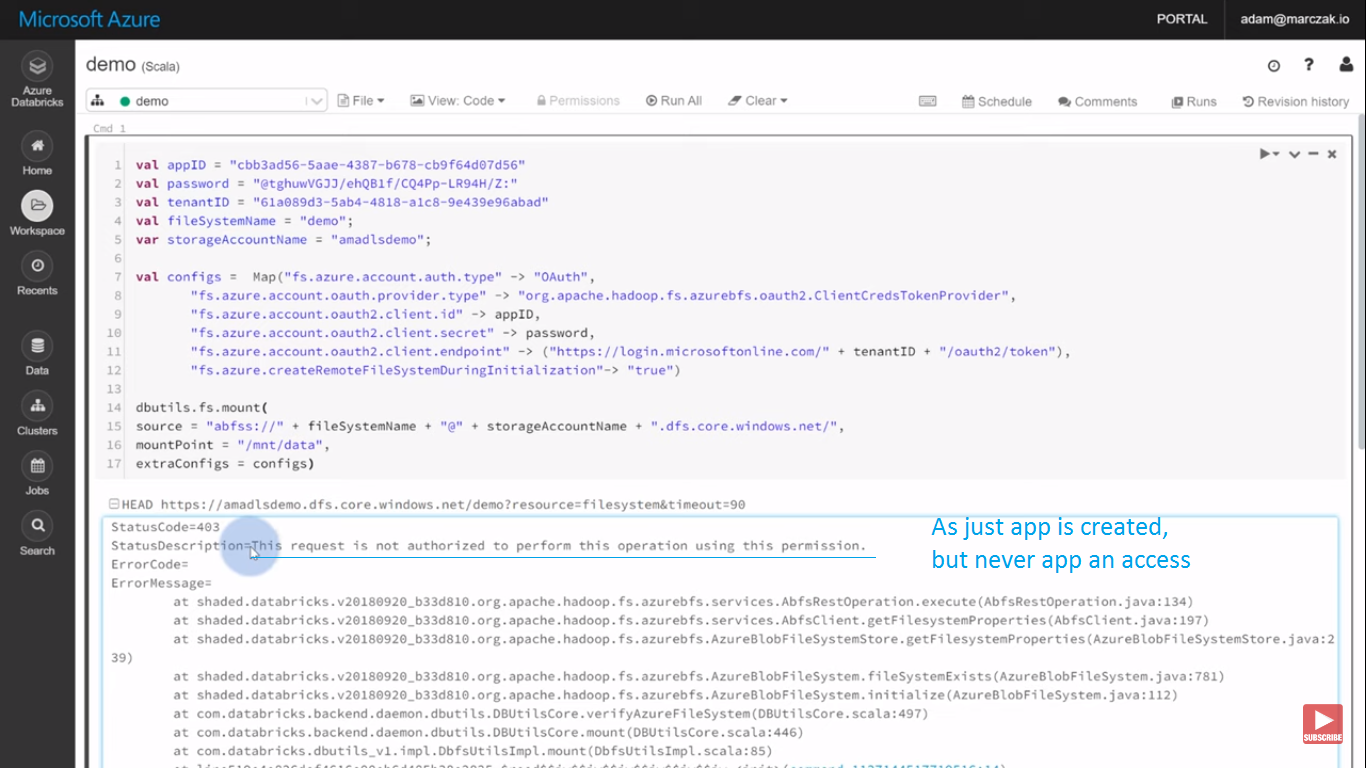 Microsoft Azure
PORTAL
adam@marczak.io
Azure Databricks
Home
Workspace
Recents
Data
Clusters
Jobs
Search
demo (Scala)
demo
File
View: Code
Permissions
Run All
Clear
Schedule
Comments
Runs
Revision history
Cmd 1
1 val appID = "cbb3ad56-5aae-4387-b678-cb9f64d07d56"
2 val password = "@tghuwVGJJ/ehQB1f/CQ4Pp-LR94H/Z:"
3 val tenantID = "61a089d3-5ab4-4818-a1c8-9e439e96abad"
4 val fileSystemName = "demo";
5 var storageAccountName = "amadlsdemo";
6
7 val configs =  Map("fs.azure.account.auth.type" -> "OAuth",
8 "fs.azure.account.oauth.provider.type" -> "org.apache.hadoop.fs.azurebfs.oauth2.ClientCredsTokenProvider",
9 "fs.azure.account.oauth2.client.id" -> appID,
10 "fs.azure.account.oauth2.client.secret" -> password,
11 "fs.azure.account.oauth2.client.endpoint" -> ("https://login.microsoftonline.com/" + tenantID + "/oauth2/token"),
12 "fs.azure.createRemoteFileSystemDuringInitialization"-> "true")
13
14 dbutils.fs.mount(
15 source = "abfss://" + fileSystemName + "@" + storageAccountName + ".dfs.core.windows.net/",
16 mountPoint = "/mnt/data",
17 extraConfigs = configs)
HEAD https://amadlsdemo.dfs.core.windows.net/demo?resource=filesystem&timeout=90
StatusCode=403
StatusDescription=This request is not authorized to perform this operation using this permission.
ErrorCode=
ErrorMessage=
As just app is created,
but never app an access
at shaded.databricks.v20180920_b33d810.org.apache.hadoop.fs.azurebfs.services.AbfsRestOperation.execute(AbfsRestOperation.java:134)
at shaded.databricks.v20180920_b33d810.org.apache.hadoop.fs.azurebfs.services.AbfsClient.getFilesystemProperties(AbfsClient.java:197)
at shaded.databricks.v20180920_b33d810.org.apache.hadoop.fs.azurebfs.AzureBlobFileSystemStore.getFilesystemProperties(AzureBlobFileSystemStore.java:2
39)
at shaded.databricks.v20180920_b33d810.org.apache.hadoop.fs.azurebfs.AzureBlobFileSystem.fileSystemExists(AzureBlobFileSystem.java:781)
at shaded.databricks.v20180920_b33d810.org.apache.hadoop.fs.azurebfs.AzureBlobFileSystem.initialize(AzureBlobFileSystem.java:112)
at com.databricks.backend.daemon.dbutils.DBUtilsCore.verifyAzureFileSystem(DBUtilsCore.scala:497)
at com.databricks.backend.daemon.dbutils.DBUtilsCore.mount(DBUtilsCore.scala:446)
at com.databricks.dbutils_v1.impl.DbfsUtilsImpl.mount(DbfsUtilsImpl.scala:85)
SUBSCRIBE